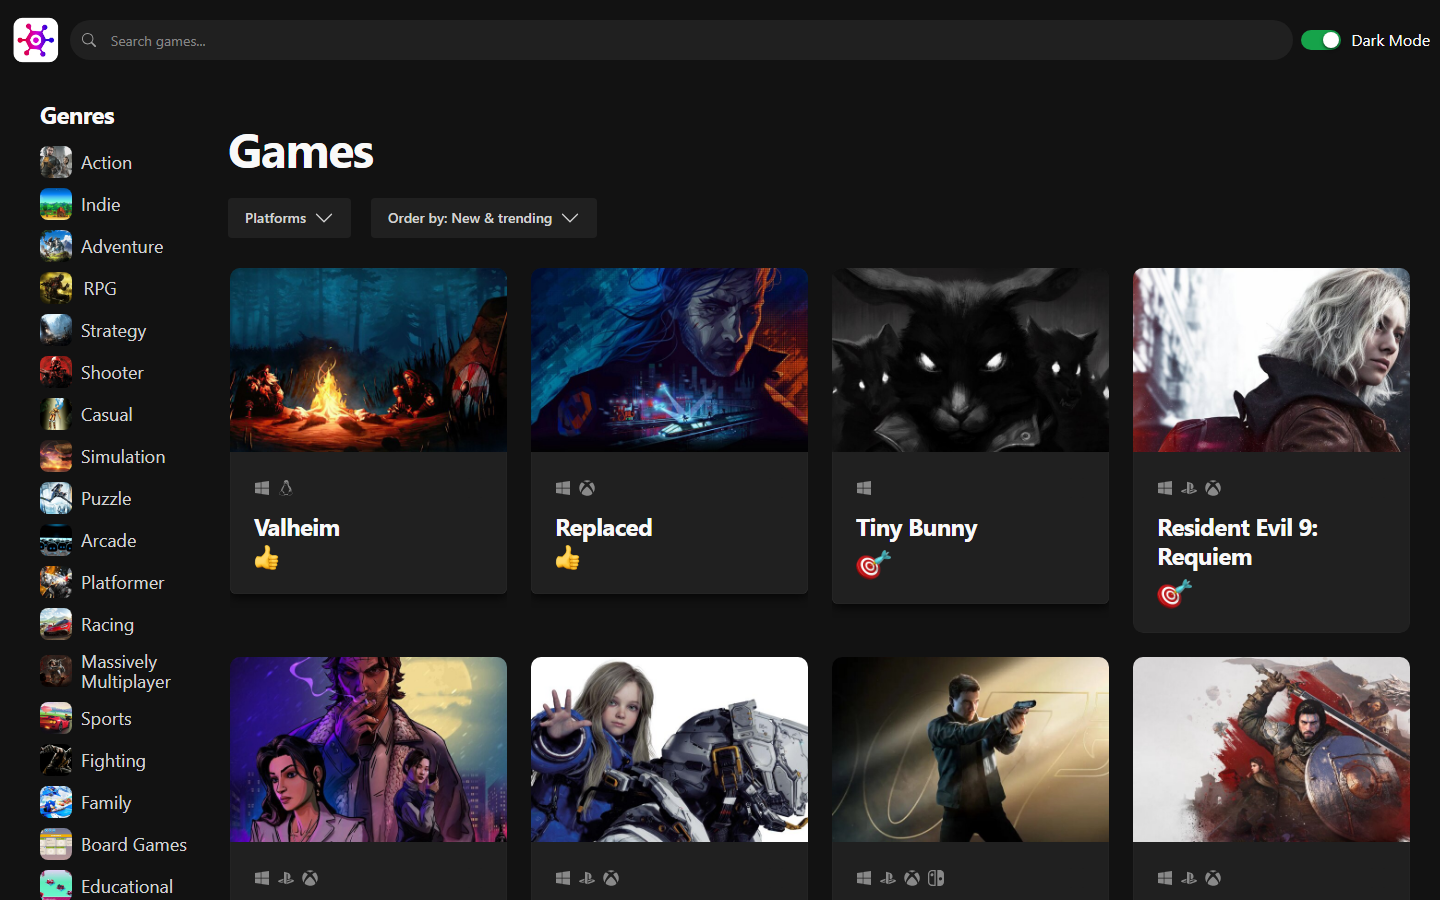 Search games...
Dark Mode
Genres
Action
Indie
Adventure
RPG
Strategy
Shooter
Casual
Simulation
Puzzle
Arcade
Platformer
Racing
Massively
Multiplayer
Sports
Fighting
Family
Board Games
Educational
Games
Platforms
Order by: New & trending
Valheim
Replaced
Tiny Bunny
Resident Evil 9:
Requiem